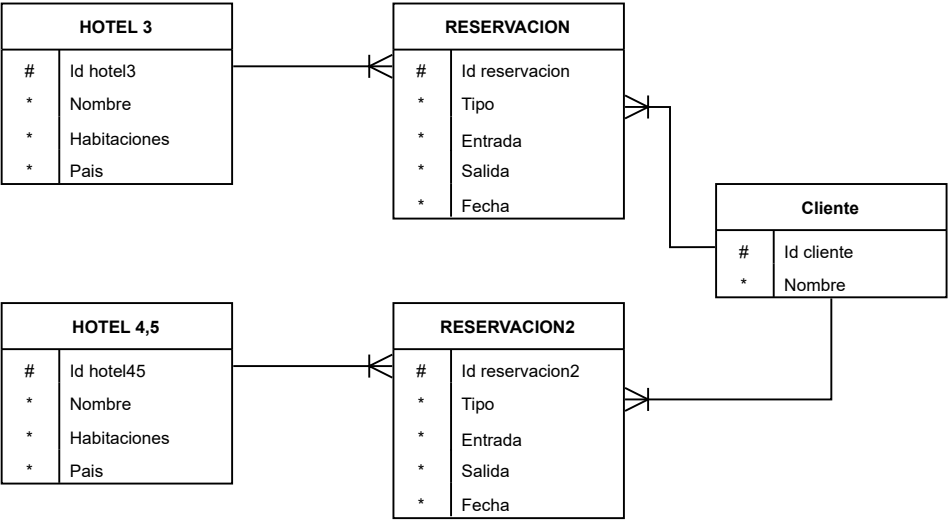 HOTEL 3
# Id hotel3
* Nombre
* Habitaciones
* Pais
RESERVACION
# Id reservacion
* Tipo
* Entrada
* Salida
* Fecha
Cliente
# Id cliente
* Nombre
HOTEL 4,5
# Id hotel45
* Nombre
* Habitaciones
* Pais
RESERVACION2
# Id reservacion2
* Tipo
* Entrada
* Salida
* Fecha